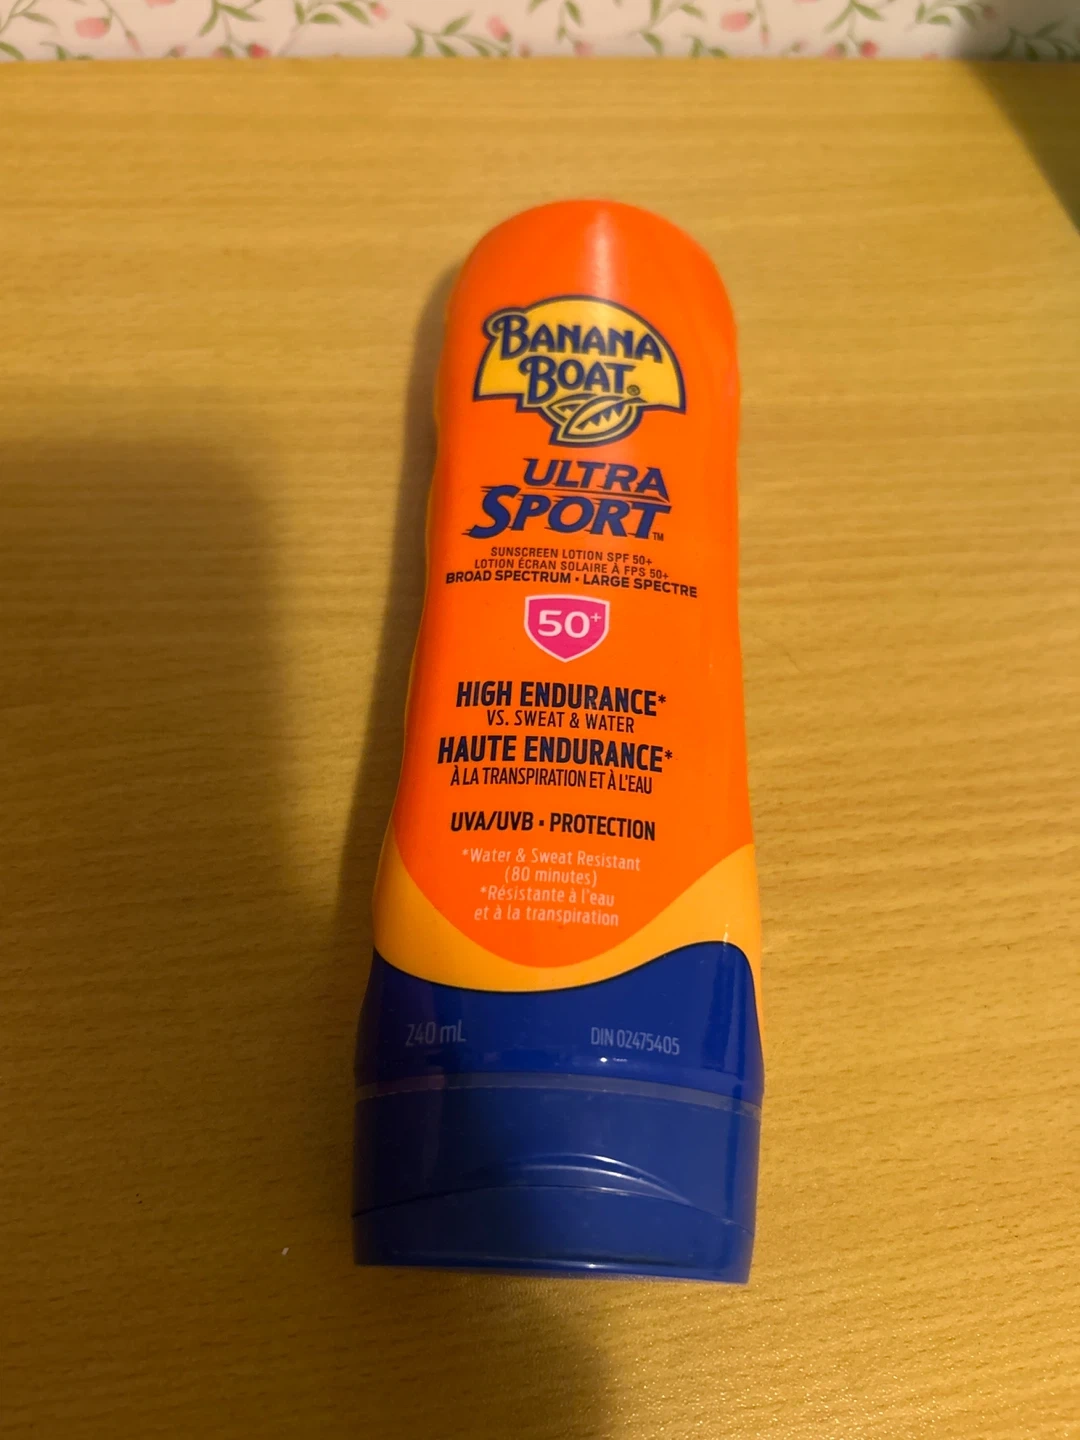 BANANA
BOAT®
ULTRA
SPORT™
SUNSCREEN LOTION SPF 50+
LOTION ÉCRAN SOLAIRE À FPS 50+
BROAD SPECTRUM • LARGE SPECTRE
50+
HIGH ENDURANCE*
VS. SWEAT & WATER
HAUTE ENDURANCE*
À LA TRANSPIRATION ET À L'EAU
UVA/UVB • PROTECTION
*Water & Sweat Resistant
(80 minutes)
*Résistante à l'eau
et à la transpiration
240 mL DIN 02475405